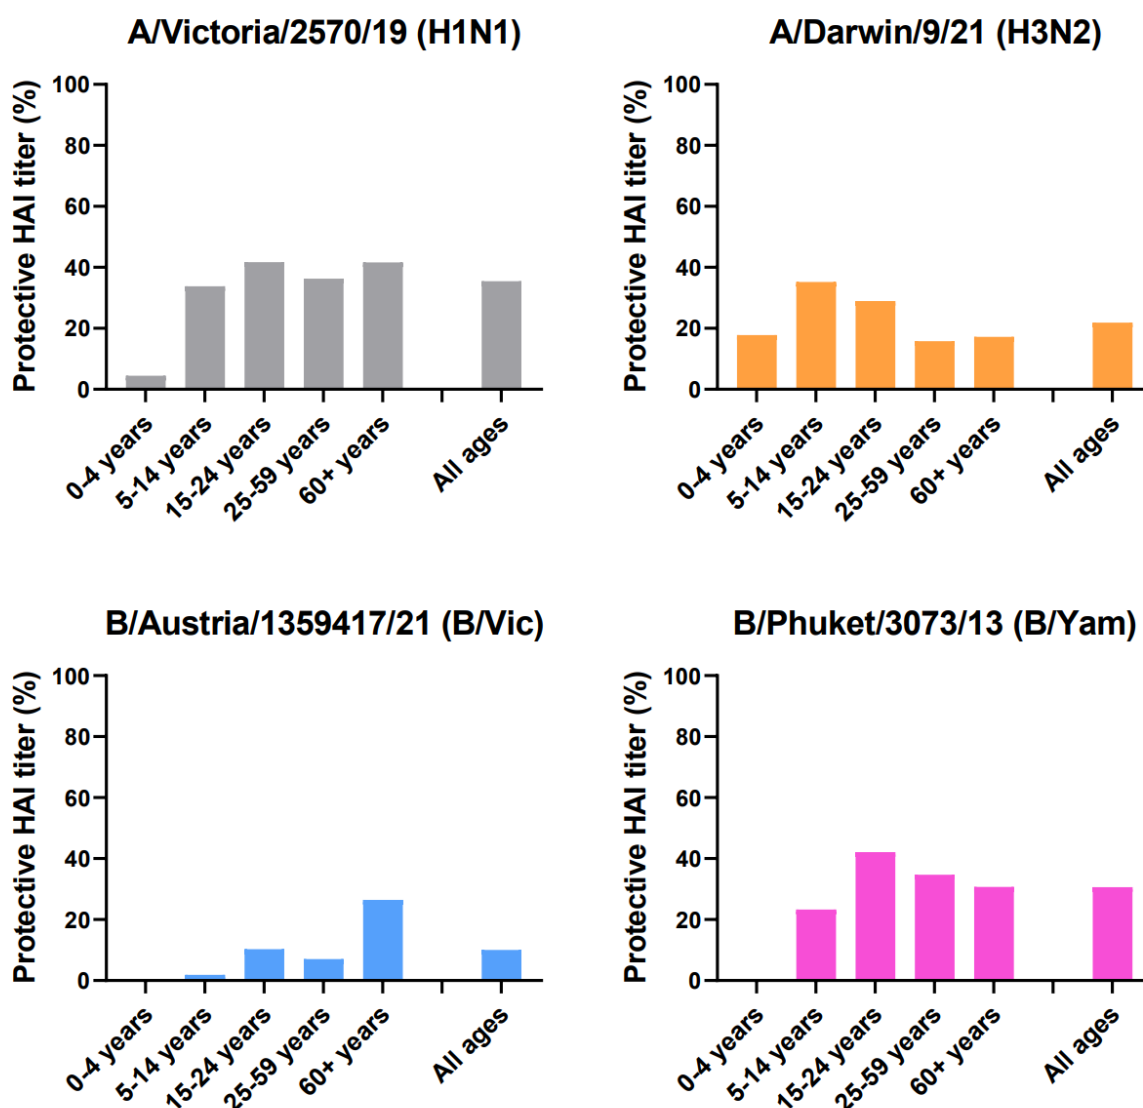 A/Victoria/2570/19 (H1N1)
Protective HAI titer (%)
100
80
60
40
20
0
0-4 years
5-14 years
15-24 years
25-59 years
60+ years
All ages
A/Darwin/9/21 (H3N2)
Protective HAI titer (%)
100
80
60
40
20
0
0-4 years
5-14 years
15-24 years
25-59 years
60+ years
All ages
B/Austria/1359417/21 (B/Vic)
Protective HAI titer (%)
100
80
60
40
20
0
0-4 years
5-14 years
15-24 years
25-59 years
60+ years
All ages
B/Phuket/3073/13 (B/Yam)
Protective HAI titer (%)
100
80
60
40
20
0
0-4 years
5-14 years
15-24 years
25-59 years
60+ years
All ages